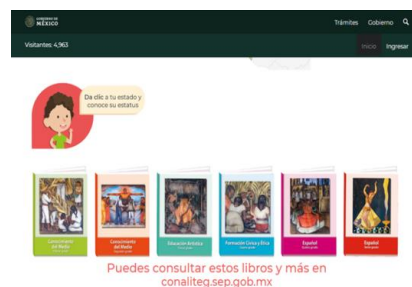 GOBIERNO DE
MÉXICO
Trámites Gobierno
Visitantes: 4,963
Inicio Ingresar
Da clic a tu estado y
conoce su estatus
Conocimiento
del Medio
Conocimiento
del Medio
Educación Artística
Formación Cívica y Ética
Español
Español
Puedes consultar estos libros y más en
conaliteg.sep.gob.mx